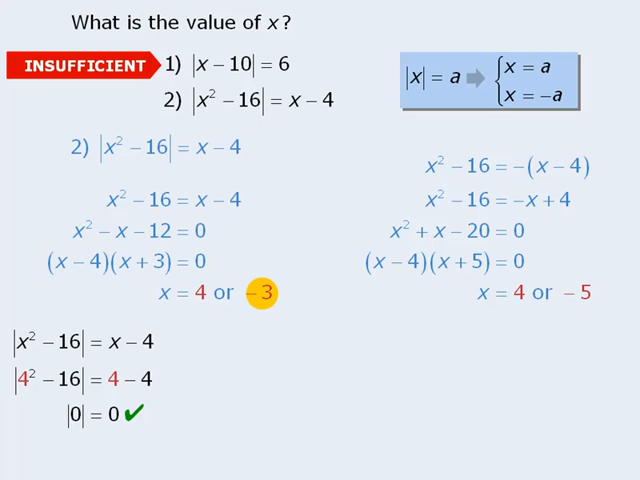 What is the value of x?
INSUFFICIENT 1) |x − 10| = 6
2) |x² − 16| = x − 4
|x| = a ⇒ { x = a
x = −a
2) |x² − 16| = x − 4
x² − 16 = x − 4
x² − x − 12 = 0
(x − 4)(x + 3) = 0
x = 4 or − 3
x² − 16 = −(x − 4)
x² − 16 = −x + 4
x² + x − 20 = 0
(x − 4)(x + 5) = 0
x = 4 or − 5
|x² − 16| = x − 4
|4² − 16| = 4 − 4
|0| = 0 ✔